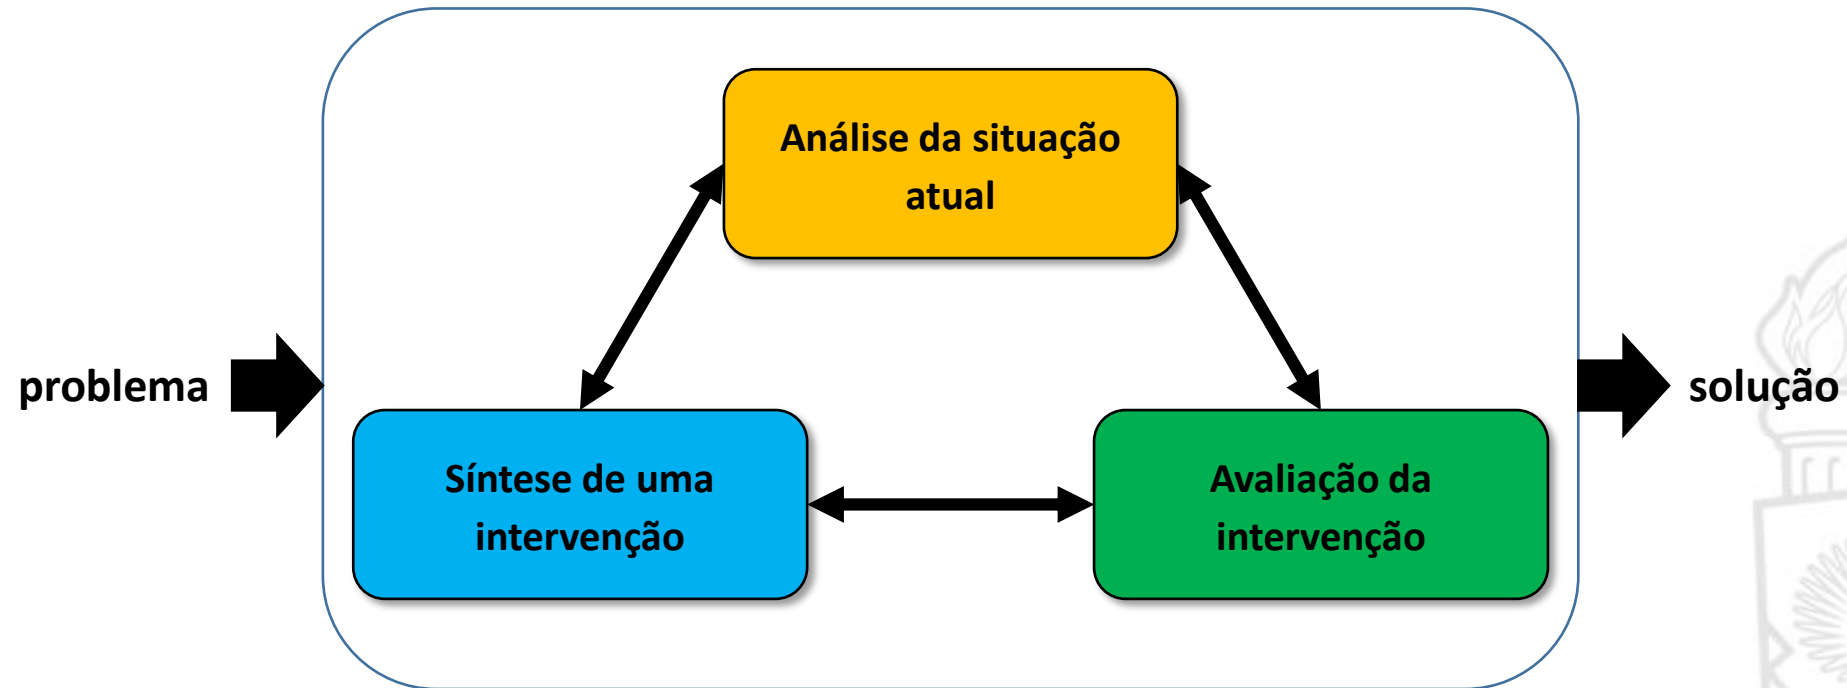 Análise da situação
atual
problema
solução
Síntese de uma
intervenção
Avaliação da
intervenção